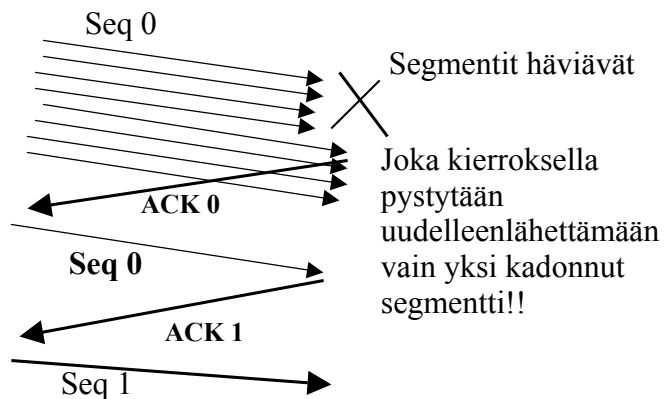 Seq 0
Segmentit häviävät
Joka kierroksella
pystytään
uudelleenlähettämään
vain yksi kadonnut
segmentti!!
ACK 0
Seq 0
ACK 1
Seq 1